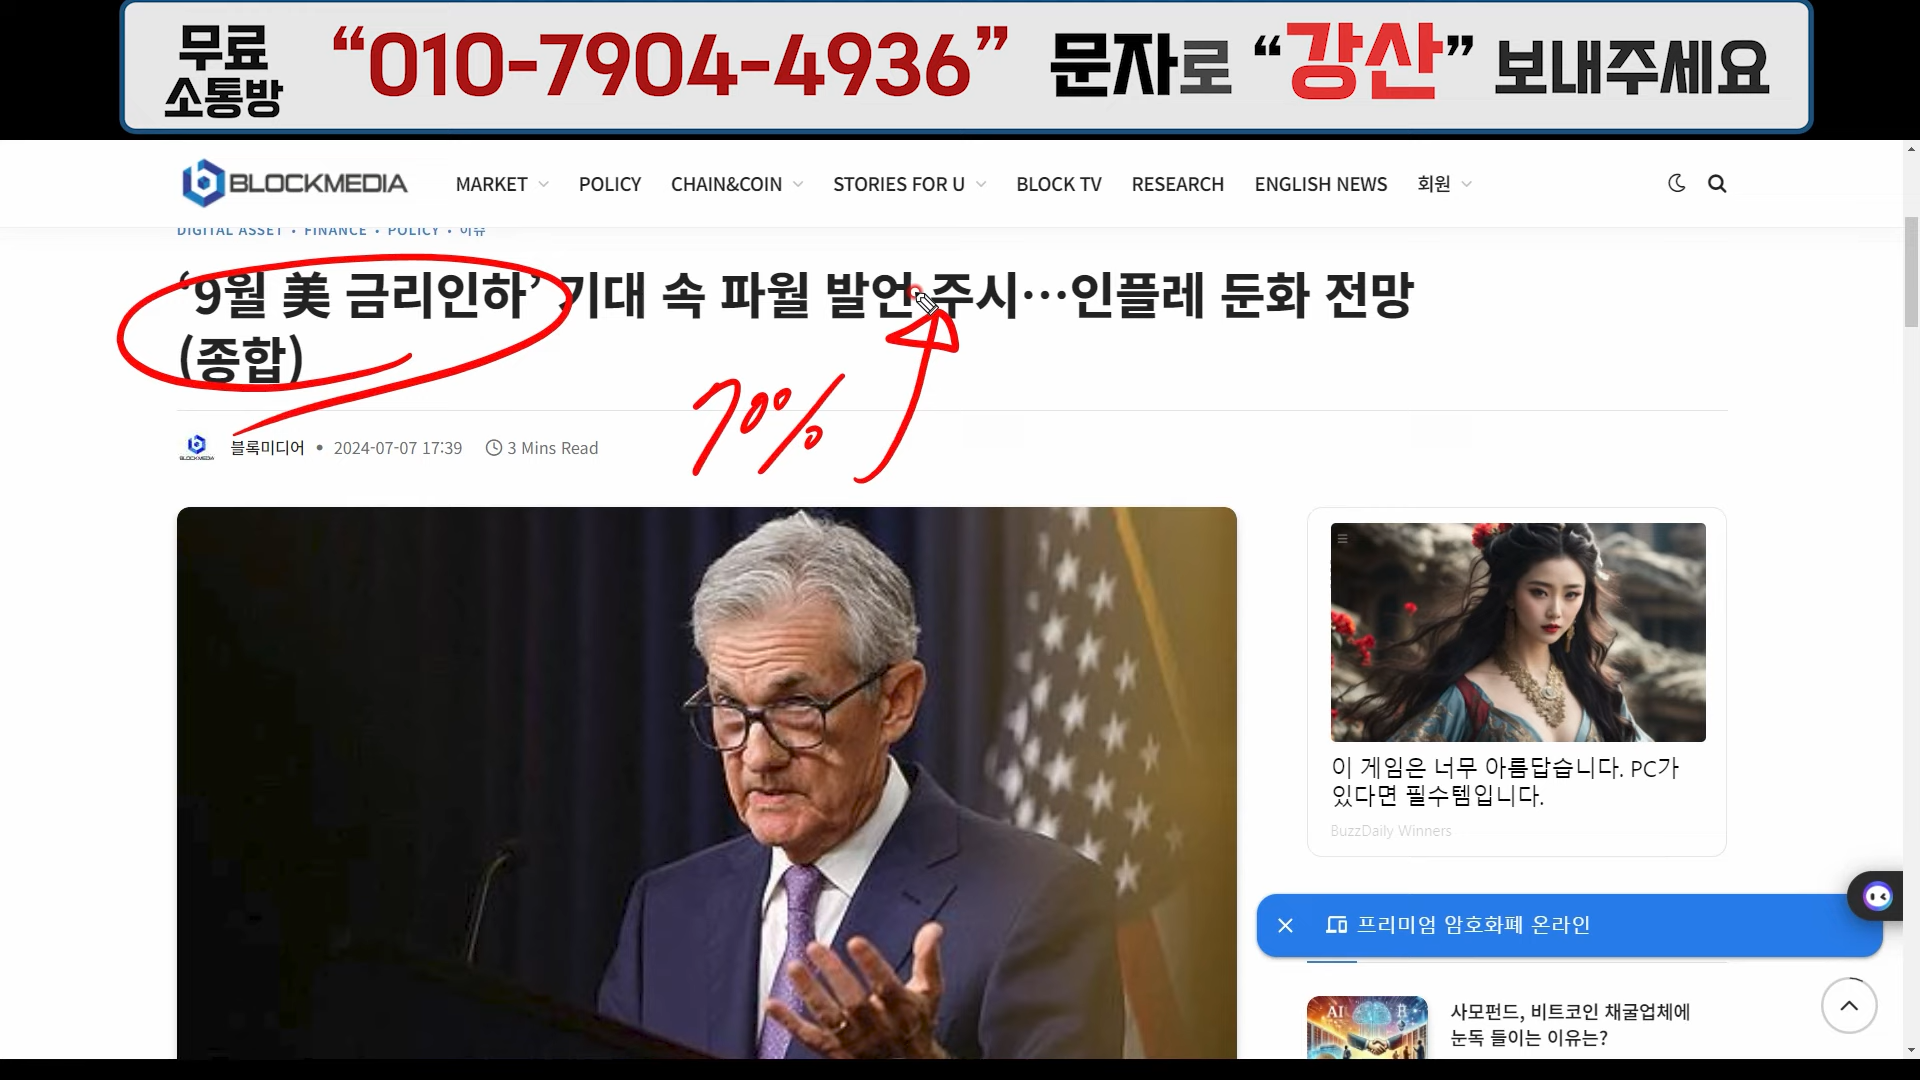 무료
소통방
“010-7904-4936” 문자로 “강산” 보내주세요
BLOCKMEDIA MARKET POLICY CHAIN&COIN STORIES FOR U BLOCK TV RESEARCH ENGLISH NEWS 회원
DIGITAL ASSET • FINANCE • POLICY • 이슈
‘9월 美 금리인하’ 기대 속 파월 발언 주시…인플레 둔화 전망
(종합)
70%
블록미디어 • 2024-07-07 17:39 3 Mins Read
이 게임은 너무 아름답습니다. PC가
있다면 필수템입니다.
BuzzDaily Winners
프리미엄 암호화폐 온라인
AI
사모펀드, 비트코인 채굴업체에
눈독 들이는 이유는?